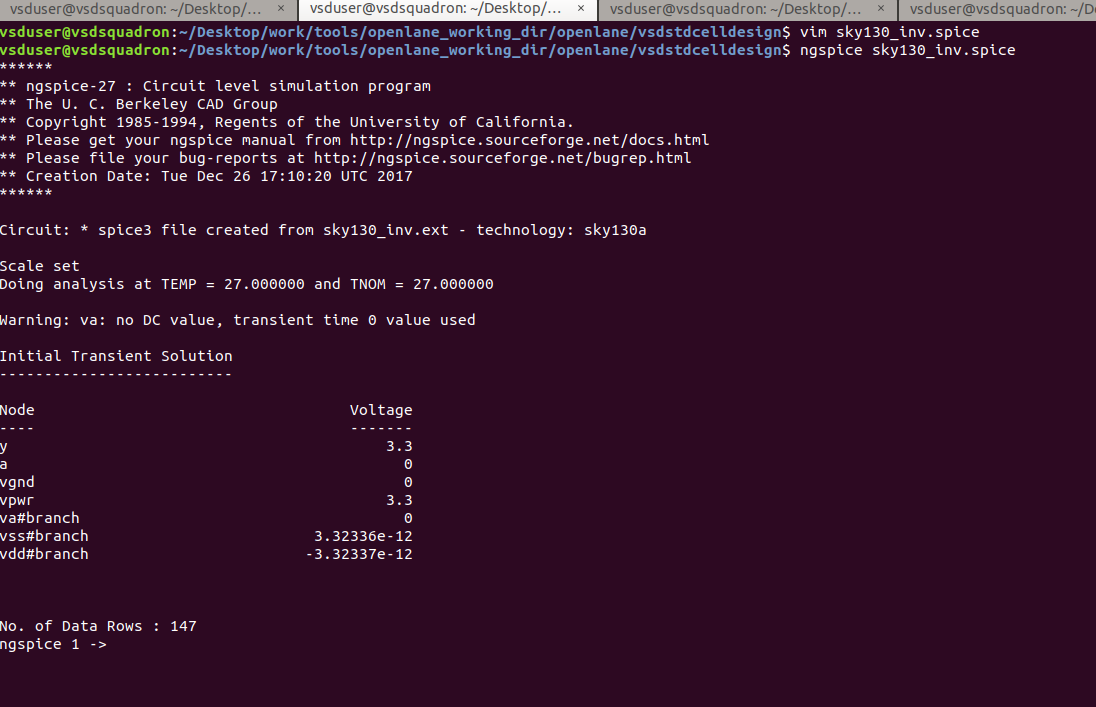 vsduser@vsdsquadron: ~/Desktop/... × vsduser@vsdsquadron: ~/Desktop/... × vsduser@vsdsquadron: ~/Desktop/... × vsduser@vsdsquadron: ~/De
vsduser@vsdsquadron:~/Desktop/work/tools/openlane_working_dir/openlane/vsdstdcelldesign$ vim sky130_inv.spice
vsduser@vsdsquadron:~/Desktop/work/tools/openlane_working_dir/openlane/vsdstdcelldesign$ ngspice sky130_inv.spice
******
** ngspice-27 : Circuit level simulation program
** The U. C. Berkeley CAD Group
** Copyright 1985-1994, Regents of the University of California.
** Please get your ngspice manual from http://ngspice.sourceforge.net/docs.html
** Please file your bug-reports at http://ngspice.sourceforge.net/bugrep.html
** Creation Date: Tue Dec 26 17:10:20 UTC 2017
******
Circuit: * spice3 file created from sky130_inv.ext - technology: sky130a
Scale set
Doing analysis at TEMP = 27.000000 and TNOM = 27.000000
Warning: va: no DC value, transient time 0 value used
Initial Transient Solution
--------------------------
Node Voltage
---- -------
y 3.3
a 0
vgnd 0
vpwr 3.3
va#branch 0
vss#branch 3.32336e-12
vdd#branch -3.32337e-12
No. of Data Rows : 147
ngspice 1 ->